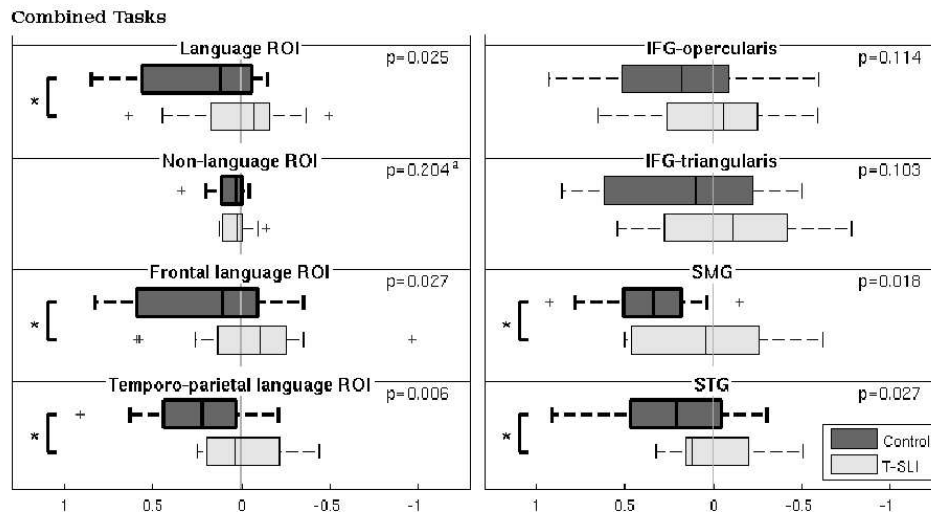 Combined Tasks
Language ROI
p=0.025
*
Non-language ROI
p=0.204 a
Frontal language ROI
p=0.027
*
Temporo-parietal language ROI
p=0.006
*
1 0.5 0 -0.5 -1
IFG-opercularis
p=0.114
IFG-triangularis
p=0.103
SMG
p=0.018
*
STG
p=0.027
*
Control
T-SLI
1 0.5 0 -0.5 -1